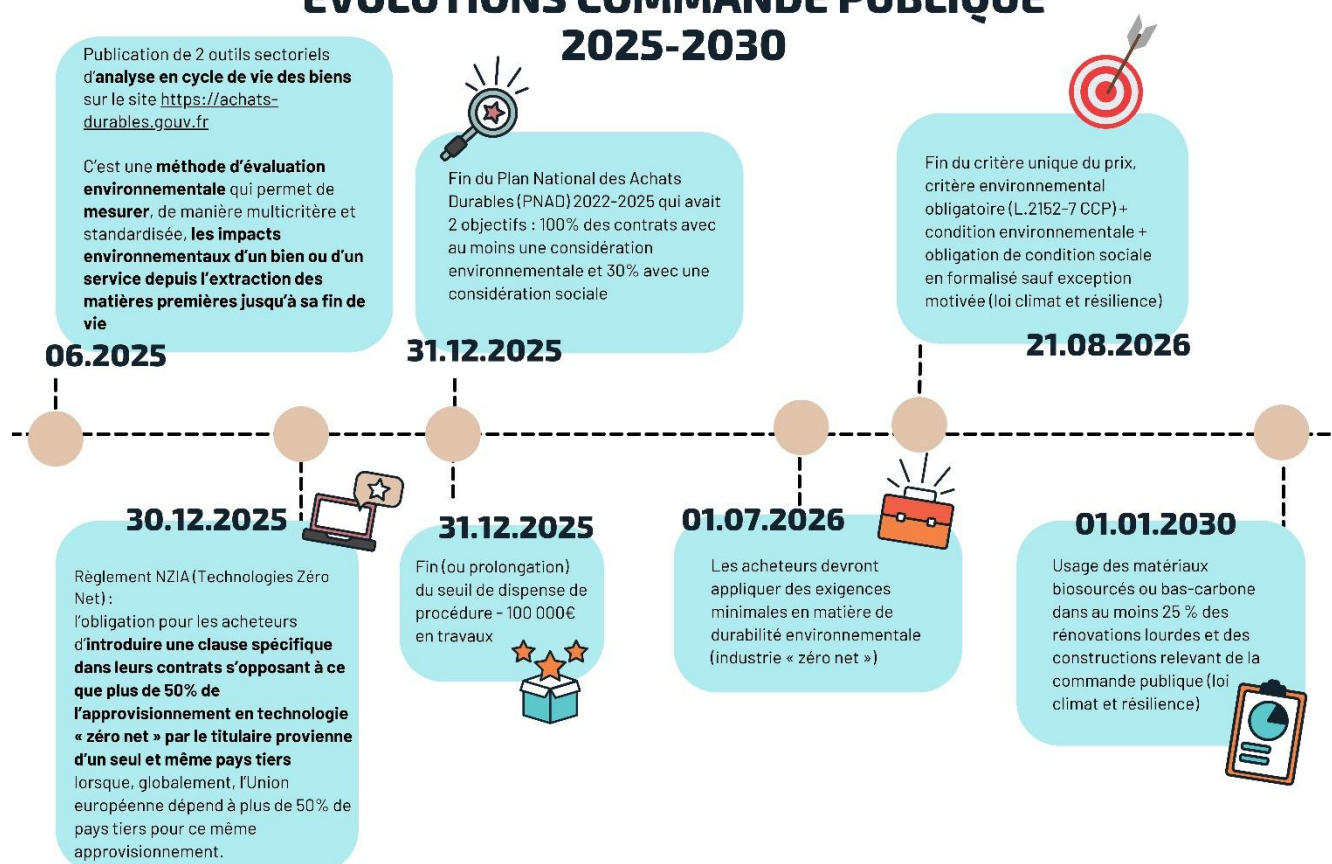 ÉVOLUTIONS COMMANDE PUBLIQUE
2025-2030
Publication de 2 outils sectoriels
d'analyse en cycle de vie des biens
sur le site https://achats-
durables.gouv.fr
C'est une méthode d'évaluation
environnementale qui permet de
mesurer, de manière multicritère et
standardisée, les impacts
environnementaux d'un bien ou d'un
service depuis l'extraction des
matières premières jusqu'à sa fin de
vie
06.2025
Fin du Plan National des Achats
Durables (PNAD) 2022-2025 qui avait
2 objectifs : 100% des contrats avec
au moins une considération
environnementale et 30% avec une
considération sociale
31.12.2025
Fin du critère unique du prix,
critère environnemental
obligatoire (L.2152-7 CCP) +
condition environnementale +
obligation de condition sociale
en formalisé sauf exception
motivée (loi climat et résilience)
21.08.2026
30.12.2025
Règlement NZIA (Technologies Zéro
Net) :
l'obligation pour les acheteurs
d'introduire une clause spécifique
dans leurs contrats s'opposant à ce
que plus de 50% de
l'approvisionnement en technologie
« zéro net » par le titulaire provienne
d'un seul et même pays tiers
lorsque, globalement, l'Union
européenne dépend à plus de 50% de
pays tiers pour ce même
approvisionnement.
31.12.2025
Fin (ou prolongation)
du seuil de dispense de
procédure - 100 000€
en travaux
01.07.2026
Les acheteurs devront
appliquer des exigences
minimales en matière de
durabilité environnementale
(industrie « zéro net »)
01.01.2030
Usage des matériaux
biosourcés ou bas-carbone
dans au moins 25 % des
rénovations lourdes et des
constructions relevant de la
commande publique (loi
climat et résilience)